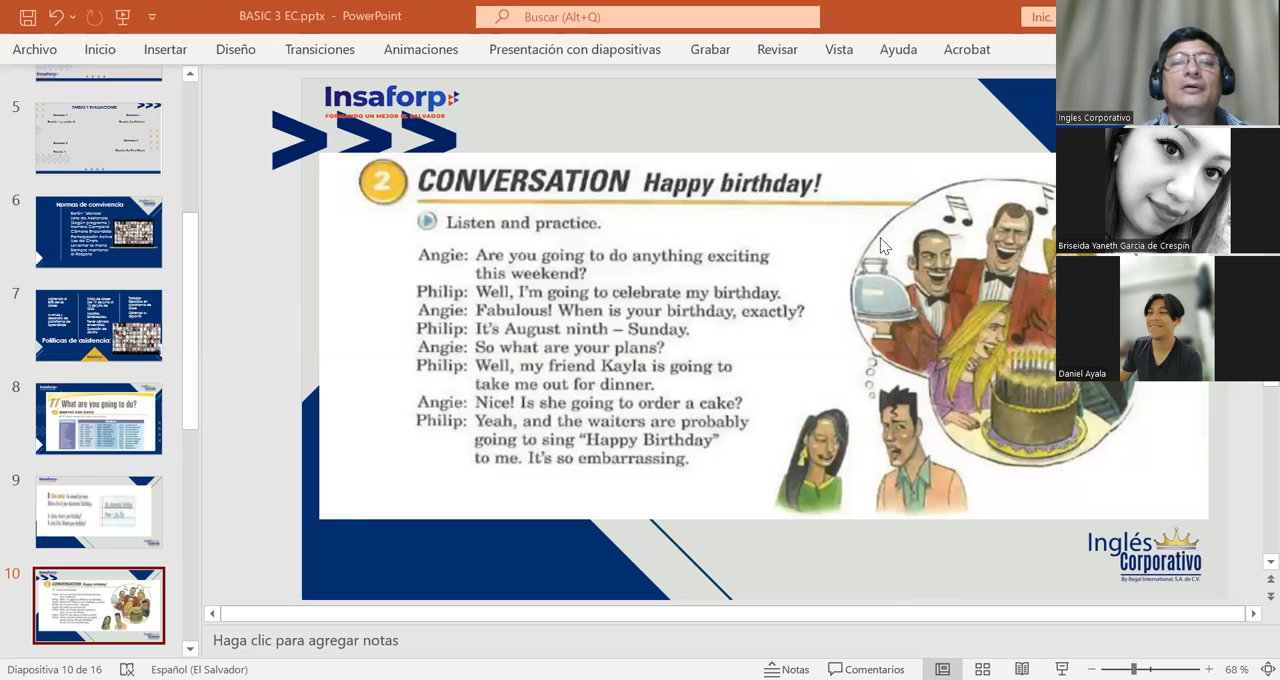 BASIC 3 EC.pptx - PowerPoint
Buscar (Alt+Q)
Inic.
Archivo Inicio Insertar Diseño Transiciones Animaciones Presentación con diapositivas Grabar Revisar Vista Ayuda Acrobat
5
TAREAS Y EVALUACIONES
6
Normas de convivencia
7
Políticas de asistencia:
8
What are you going to do?
9
10
CONVERSATION Happy birthday!
Insaforp
FORMANDO UN MEJOR EL SALVADOR
2 CONVERSATION Happy birthday!
Listen and practice.
Angie: Are you going to do anything exciting
this weekend?
Philip: Well, I'm going to celebrate my birthday.
Angie: Fabulous! When is your birthday, exactly?
Philip: It's August ninth – Sunday.
Angie: So what are your plans?
Philip: Well, my friend Kayla is going to
take me out for dinner.
Angie: Nice! Is she going to order a cake?
Philip: Yeah, and the waiters are probably
going to sing “Happy Birthday”
to me. It's so embarrassing.
Inglés
Corporativo
By Regal International, S.A. de C.V.
Ingles Corporativo
Briseida Yaneth Garcia de Crespin
Daniel Ayala
Haga clic para agregar notas
Diapositiva 10 de 16 Español (El Salvador) Notas Comentarios 68 %